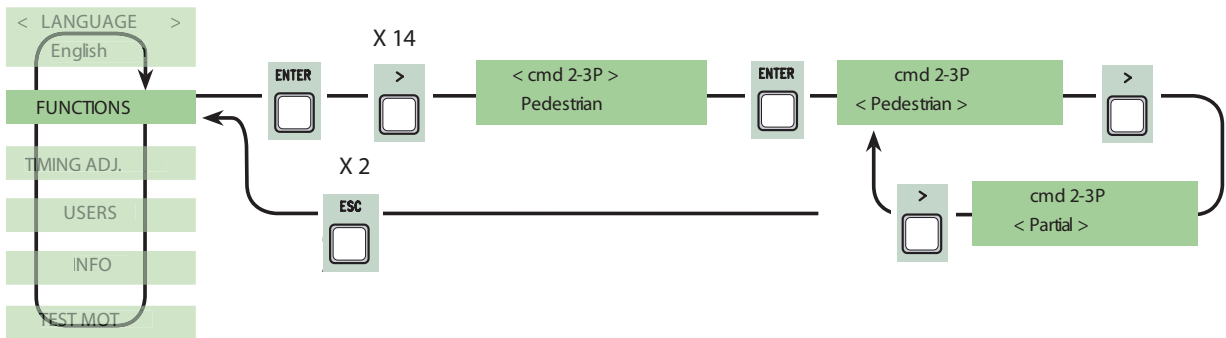 < LANGUAGE >
English
FUNCTIONS
TIMING ADJ.
USERS
INFO
TEST MOT
ENTER
X 14
>
< cmd 2-3P >
Pedestrian
ENTER
cmd 2-3P
< Pedestrian >
>
cmd 2-3P
< Partial >
>
X 2
ESC